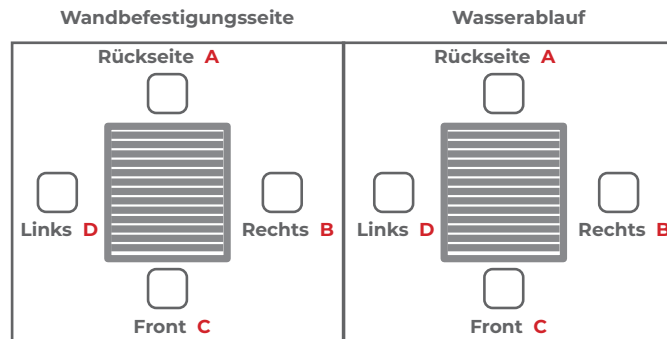 Wandbefestigungsseite
Wasserablauf
Rückseite A
Rückseite A
Links D
Rechts B
Links D
Rechts B
Front C
Front C